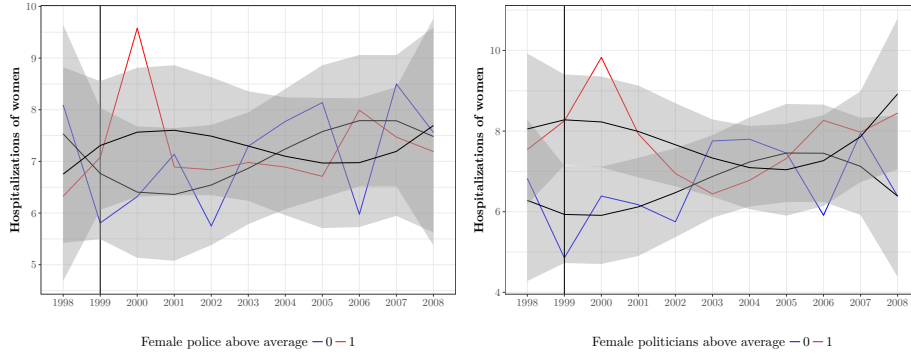 10
9
8
7
6
5
Hospitalizations of women
1998 1999 2000 2001 2002 2003 2004 2005 2006 2007 2008
Female police above average 0 1
10
8
6
4
Hospitalizations of women
1998 1999 2000 2001 2002 2003 2004 2005 2006 2007 2008
Female politicians above average 0 1